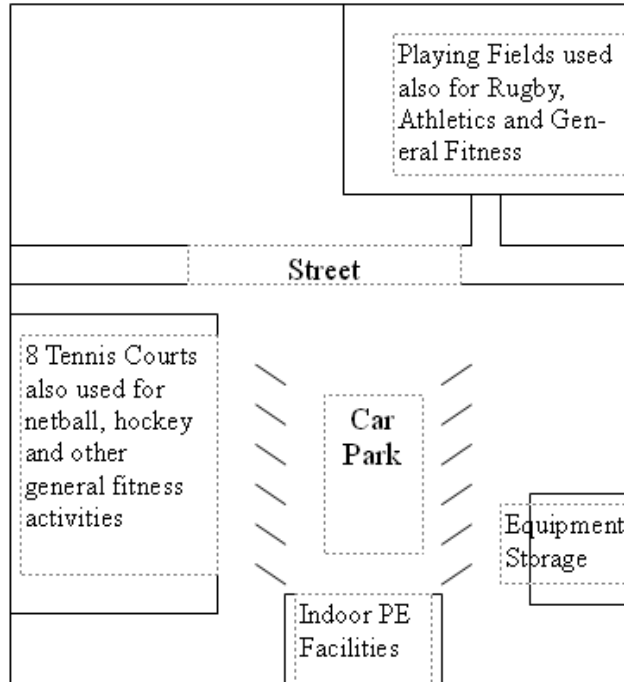 Playing Fields used
also for Rugby,
Athletics and Gen-
eral Fitness
Street
8 Tennis Courts
also used for
netball, hockey
and other
general fitness
activities
Car
Park
Equipment
Storage
Indoor PE
Facilities